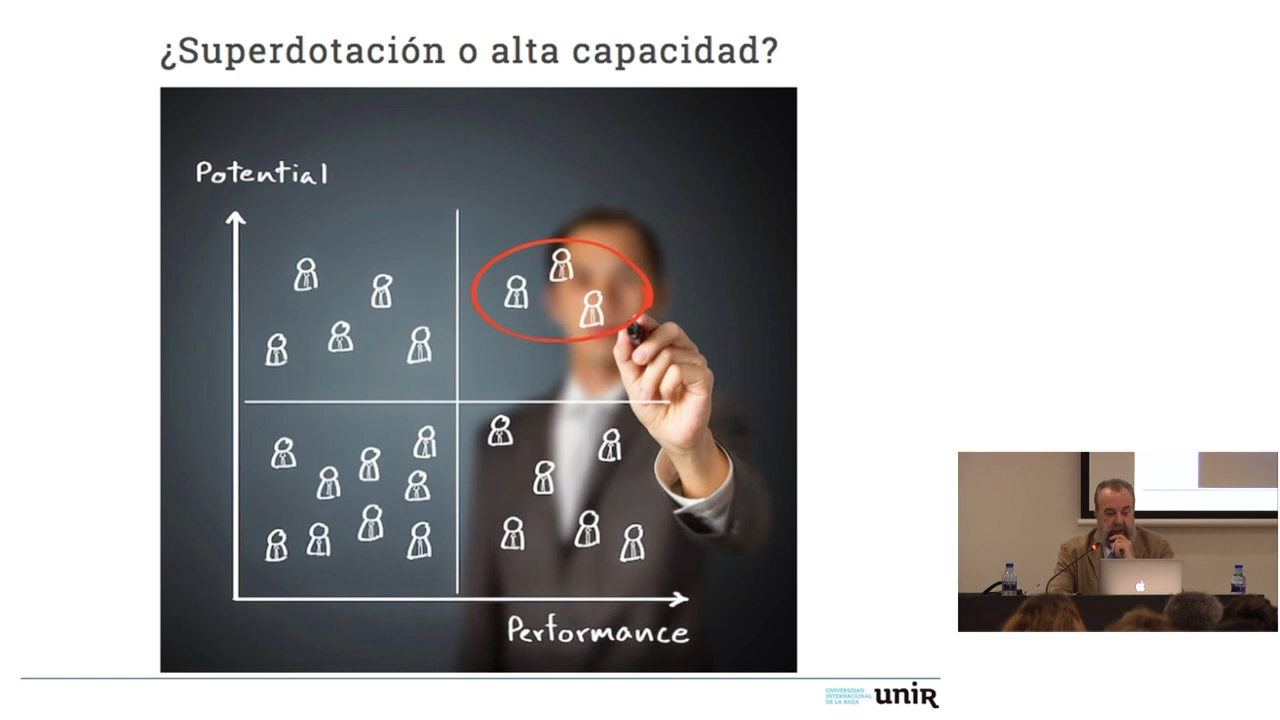 ¿Superdotación o alta capacidad?
Potential
Performance
UNIVERSIDAD
INTERNACIONAL
DE LA RIOJA
unir